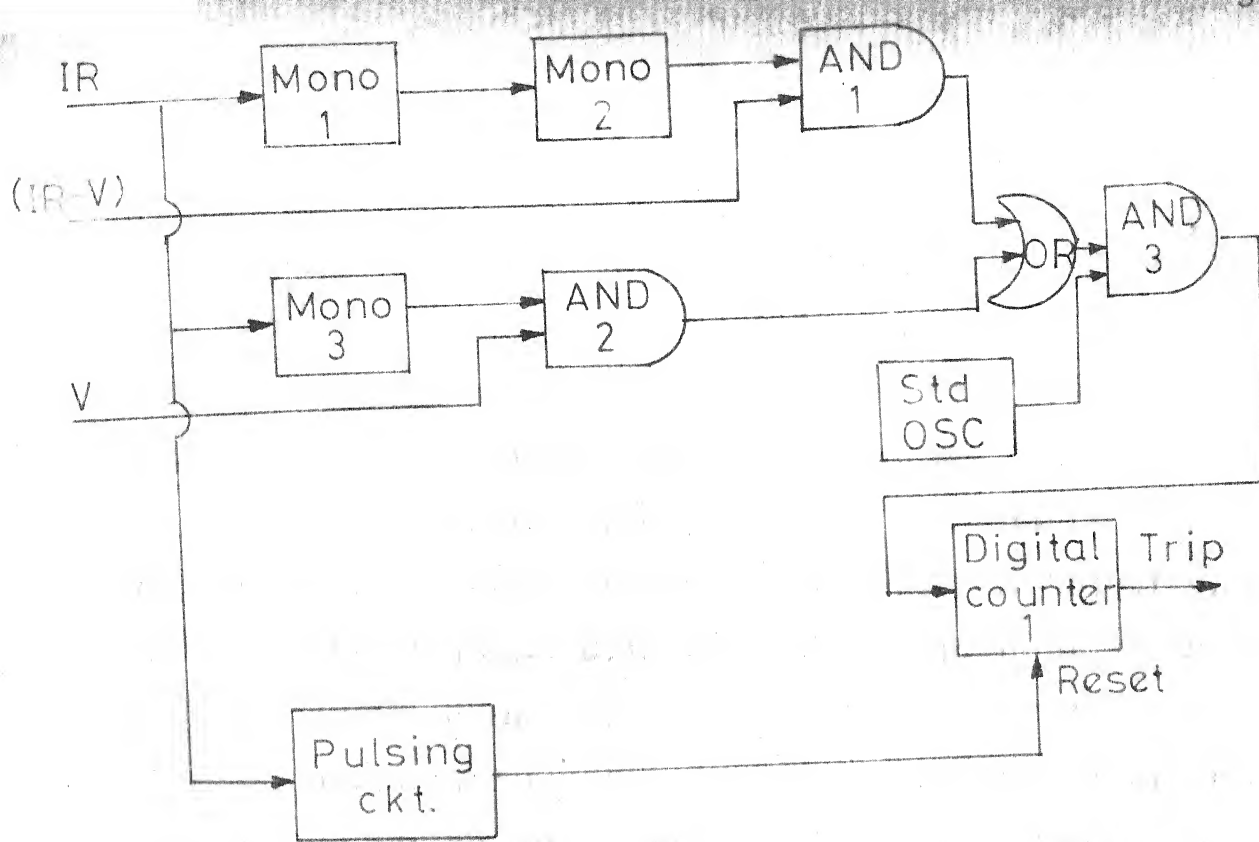 IR
Mono
1
Mono
2
AND
1
(IR-V)
OR
AND
3
Mono
3
AND
2
V
Std
OSC
Digital
counter
1
Trip
Reset
Pulsing
ckt.